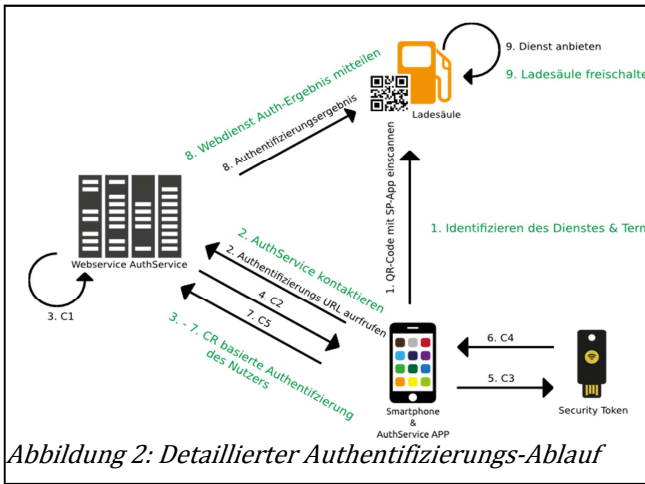 9. Dienst anbieten
9. Ladesäule freischalte
Ladesäule
8. Webdienst Auth-Ergebnis mitteilen
8. Authentifizierungsergebnis
1. QR-Code mit SP-App einscannen
1. Identifizieren des Dienstes & Term
Webservice AuthService
3. C1
2. AuthService kontaktieren
2. Authentifizierungs URL aurfrufen
4. C2
7. C5
3. - 7. CR basierte Authentifzierung
des Nutzers
6. C4
5. C3
Smartphone
&
AuthService APP
Security Token
Abbildung 2: Detaillierter Authentifizierungs-Ablauf